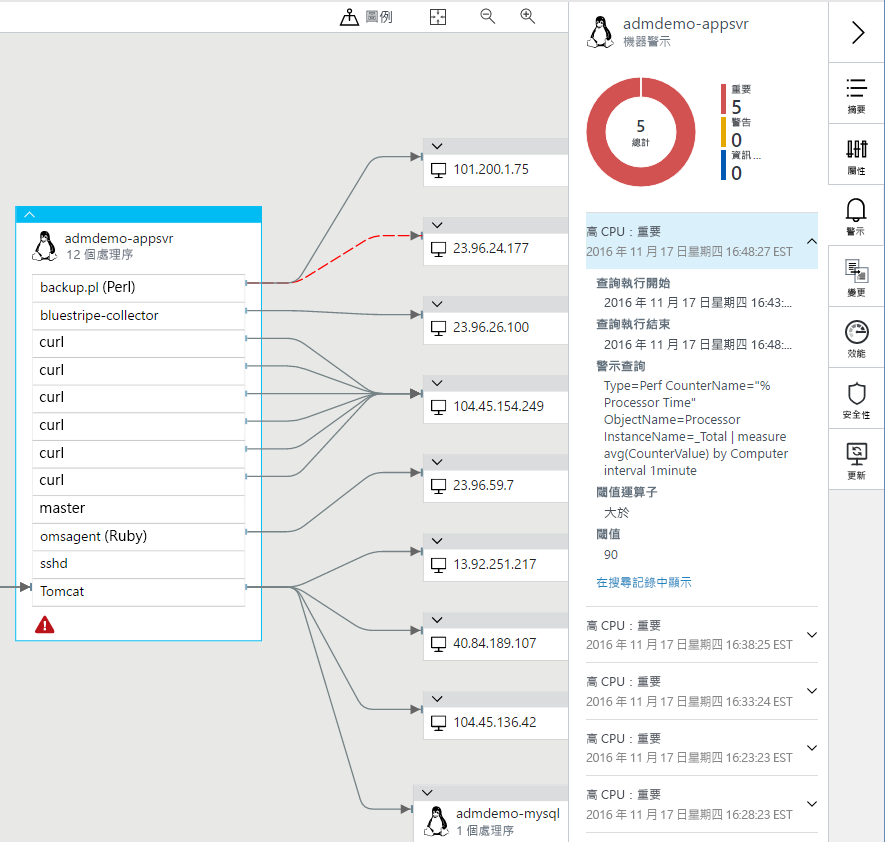 圖例
admdemo-appsvr
12 個處理序
backup.pl (Perl)
bluestripe-collector
curl
curl
curl
curl
curl
curl
master
omsagent (Ruby)
sshd
Tomcat
101.200.1.75
23.96.24.177
23.96.26.100
104.45.154.249
23.96.59.7
13.92.251.217
40.84.189.107
104.45.136.42
admdemo-mysql
1 個處理序
admdemo-appsvr
機器警示
5
總計
重要
5
警告
0
資訊...
0
高 CPU：重要
2016 年 11 月 17 日星期四 16:48:27 EST
查詢執行開始
2016 年 11 月 17 日星期四 16:43:...
查詢執行結束
2016 年 11 月 17 日星期四 16:48:...
警示查詢
Type=Perf CounterName="%
Processor Time"
ObjectName=Processor
InstanceName=_Total | measure
avg(CounterValue) by Computer
interval 1minute
閾值運算子
大於
閾值
90
在搜尋記錄中顯示
高 CPU：重要
2016 年 11 月 17 日星期四 16:38:25 EST
高 CPU：重要
2016 年 11 月 17 日星期四 16:33:24 EST
高 CPU：重要
2016 年 11 月 17 日星期四 16:23:23 EST
高 CPU：重要
2016 年 11 月 17 日星期四 16:28:23 EST
摘要
屬性
警示
變更
效能
安全性
更新